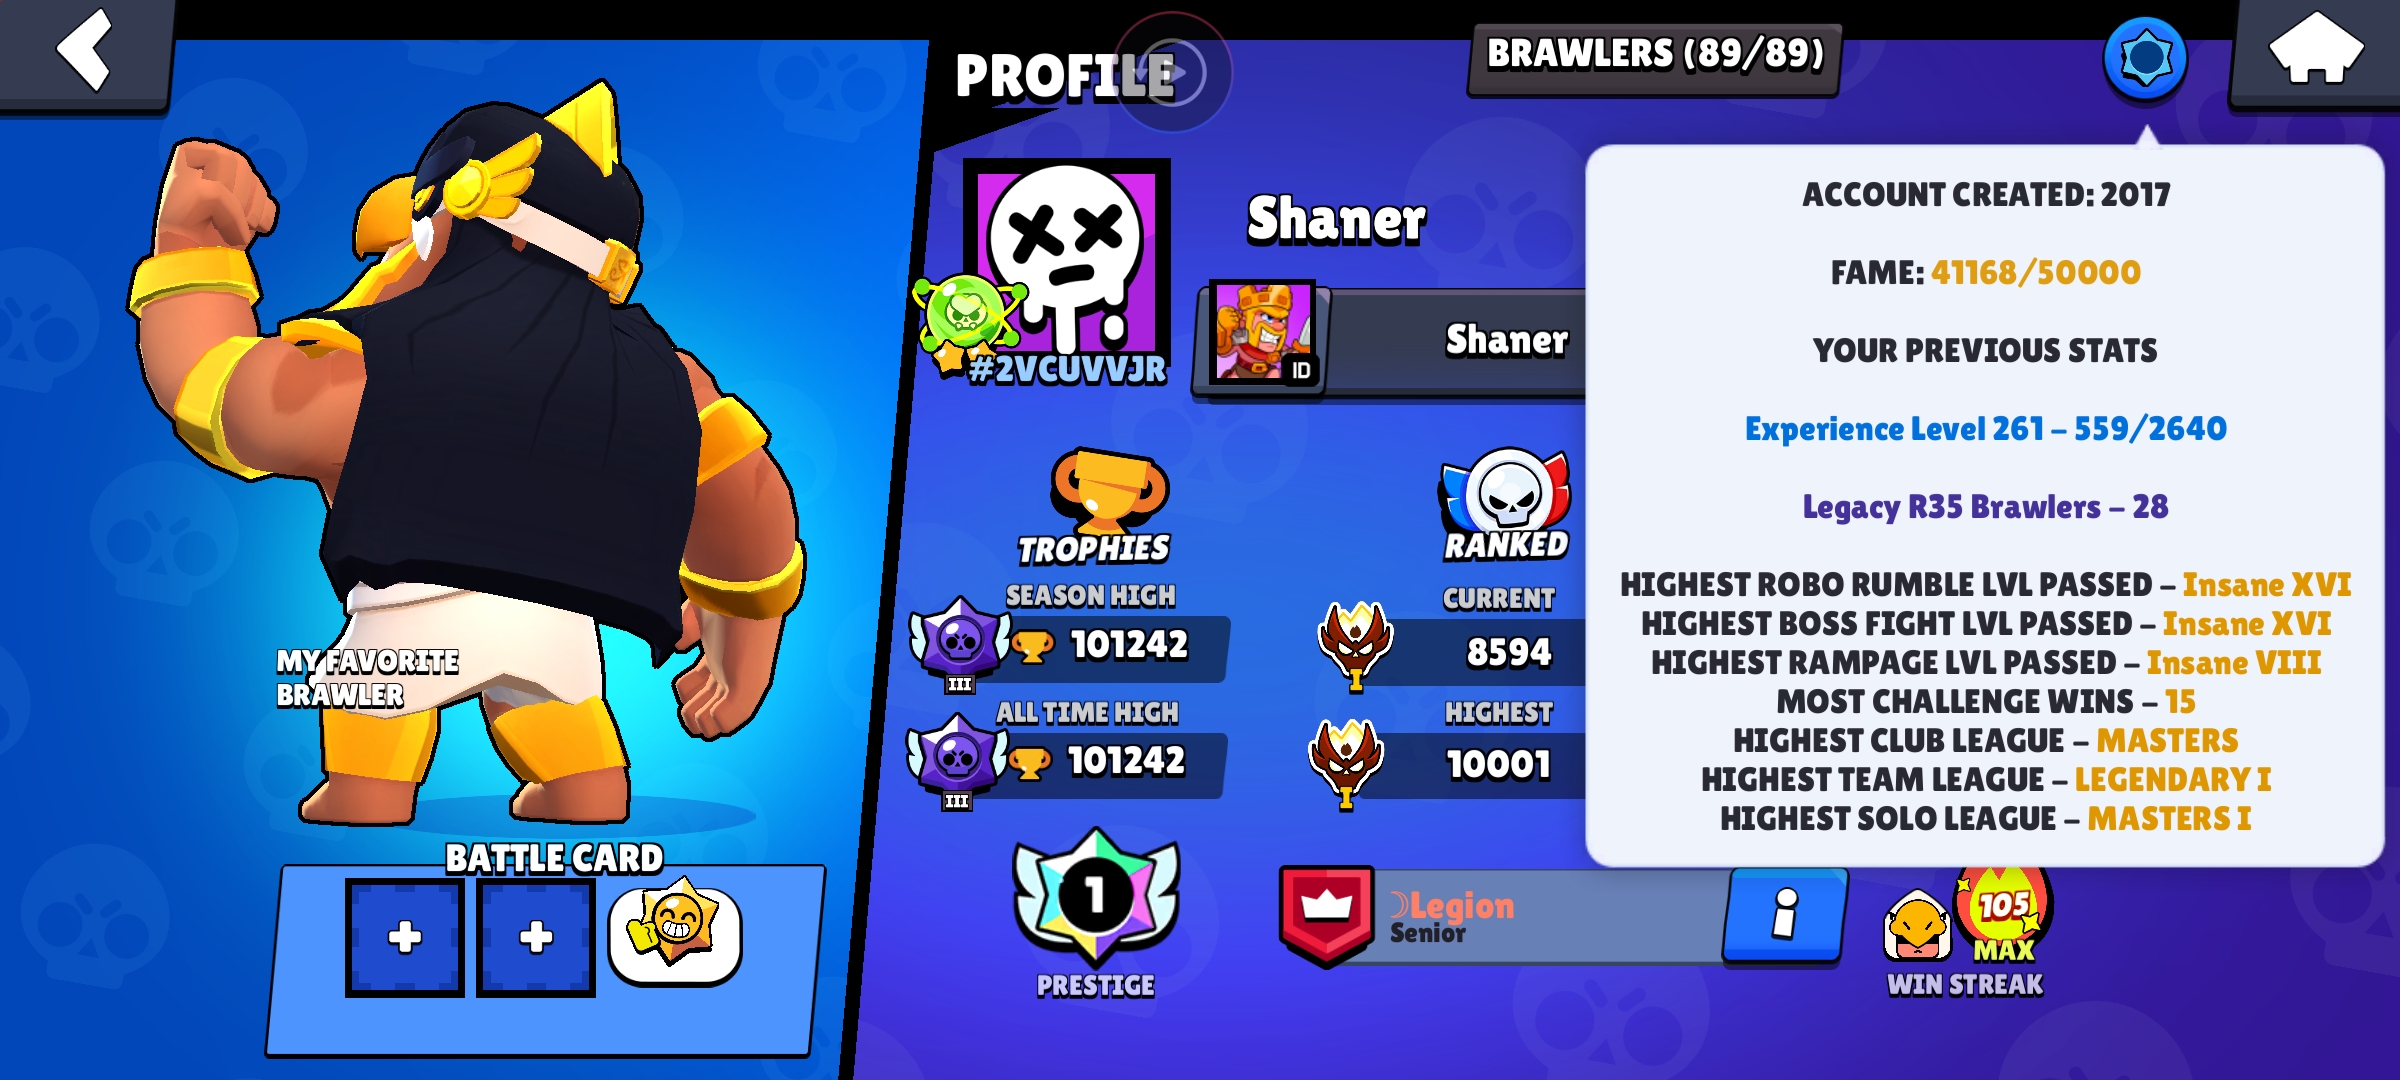 PROFILE
BRAWLERS (89/89)
Shaner
#2VCUVVJR
ID
Shaner
ACCOUNT CREATED: 2017
FAME: 41168/50000
YOUR PREVIOUS STATS
Experience Level 261 – 559/2640
Legacy R35 Brawlers – 28
HIGHEST ROBO RUMBLE LVL PASSED – Insane XVI
HIGHEST BOSS FIGHT LVL PASSED – Insane XVI
HIGHEST RAMPAGE LVL PASSED – Insane VIII
MOST CHALLENGE WINS – 15
HIGHEST CLUB LEAGUE – MASTERS
HIGHEST TEAM LEAGUE – LEGENDARY I
HIGHEST SOLO LEAGUE – MASTERS I
TROPHIES
SEASON HIGH
III
101242
ALL TIME HIGH
III
101242
RANKED
CURRENT
I
8594
HIGHEST
I
10001
MY FAVORITE
BRAWLER
BATTLE CARD
1
PRESTIGE
☽Legion
Senior
i
105
MAX
WIN STREAK